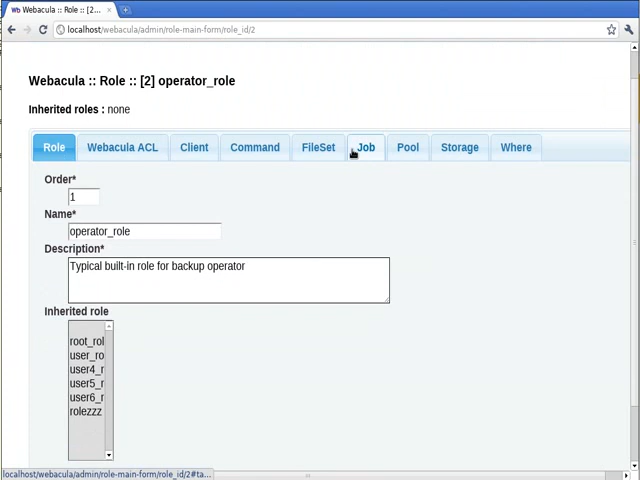 Wb Webacula :: Role :: [2...
localhost/webacula/admin/role-main-form/role_id/2
Webacula :: Role :: [2] operator_role
Inherited roles : none
Role Webacula ACL Client Command FileSet Job Pool Storage Where
Order*
1
Name*
operator_role
Description*
Typical built-in role for backup operator
Inherited role
root_rol
user_ro
user4_r
user5_r
user6_r
rolezzz
localhost/webacula/admin/role-main-form/role_id/2#ta...